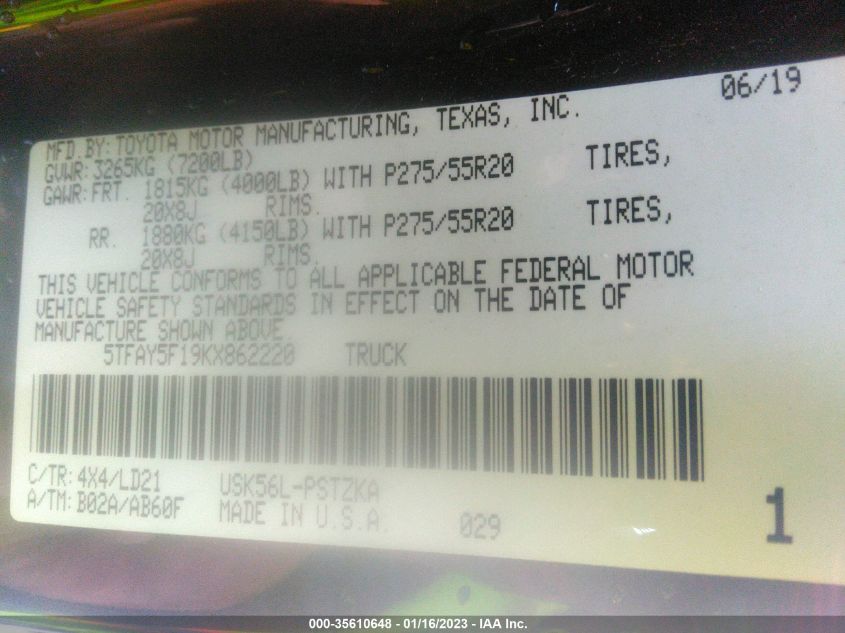 06/19
MFD BY: TOYOTA MOTOR MANUFACTURING, TEXAS, INC.
GVWR: 3265KG (7200LB)
GAWR: FRT. 1815KG (4000LB) WITH P275/55R20 TIRES,
20X8J RIMS.
RR. 1880KG (4150LB) WITH P275/55R20 TIRES,
20X8J RIMS.
THIS VEHICLE CONFORMS TO ALL APPLICABLE FEDERAL MOTOR
VEHICLE SAFETY STANDARDS IN EFFECT ON THE DATE OF
MANUFACTURE SHOWN ABOVE.
5TFAY5F19KX862220 TRUCK
C/TR: 4X4/LD21 USK56L-PSTZKA
A/TM: B02A/AB60F MADE IN U.S.A. 029
1
000-35610648 - 01/16/2023 - IAA Inc.